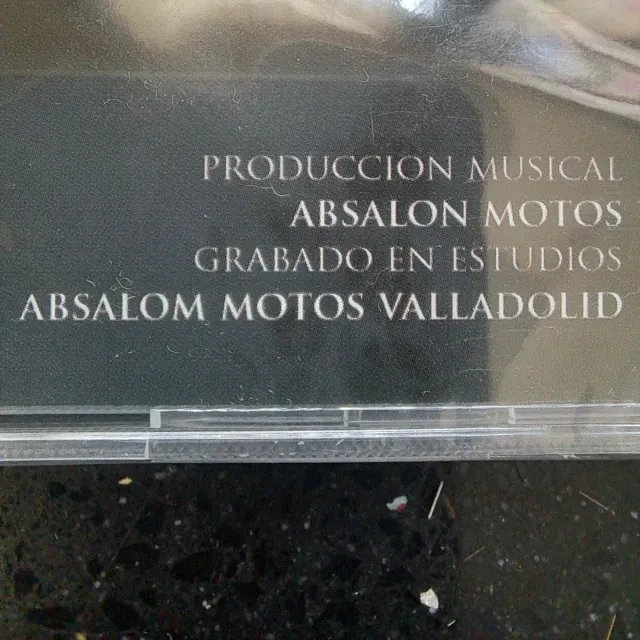 PRODUCCION MUSICAL
ABSALON MOTOS
GRABADO EN ESTUDIOS
ABSALOM MOTOS VALLADOLID